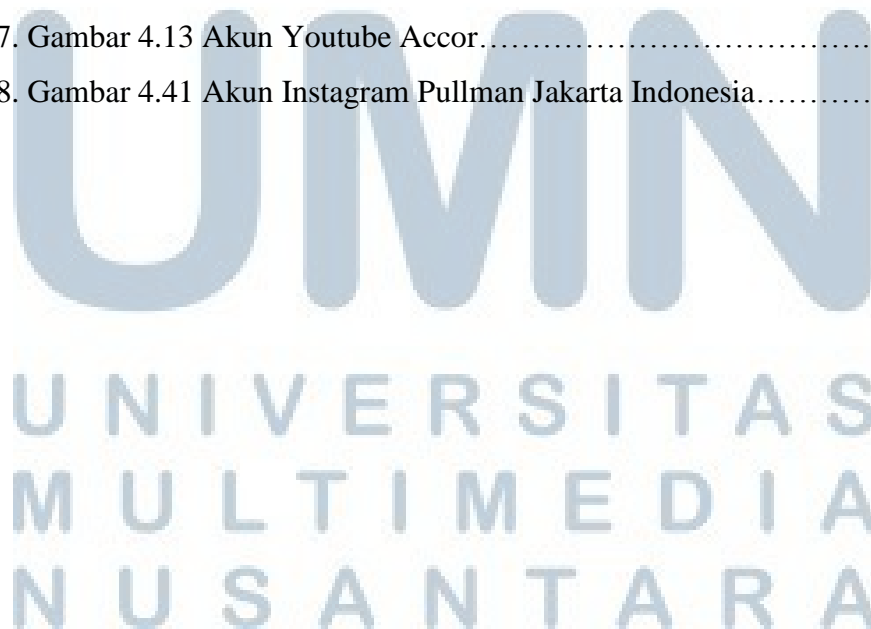 7. Gambar 4.13 Akun Youtube Accor…………………………………..
8. Gambar 4.41 Akun Instagram Pullman Jakarta Indonesia…………
UMN
UNIVERSITAS
MULTIMEDIA
NUSANTARA